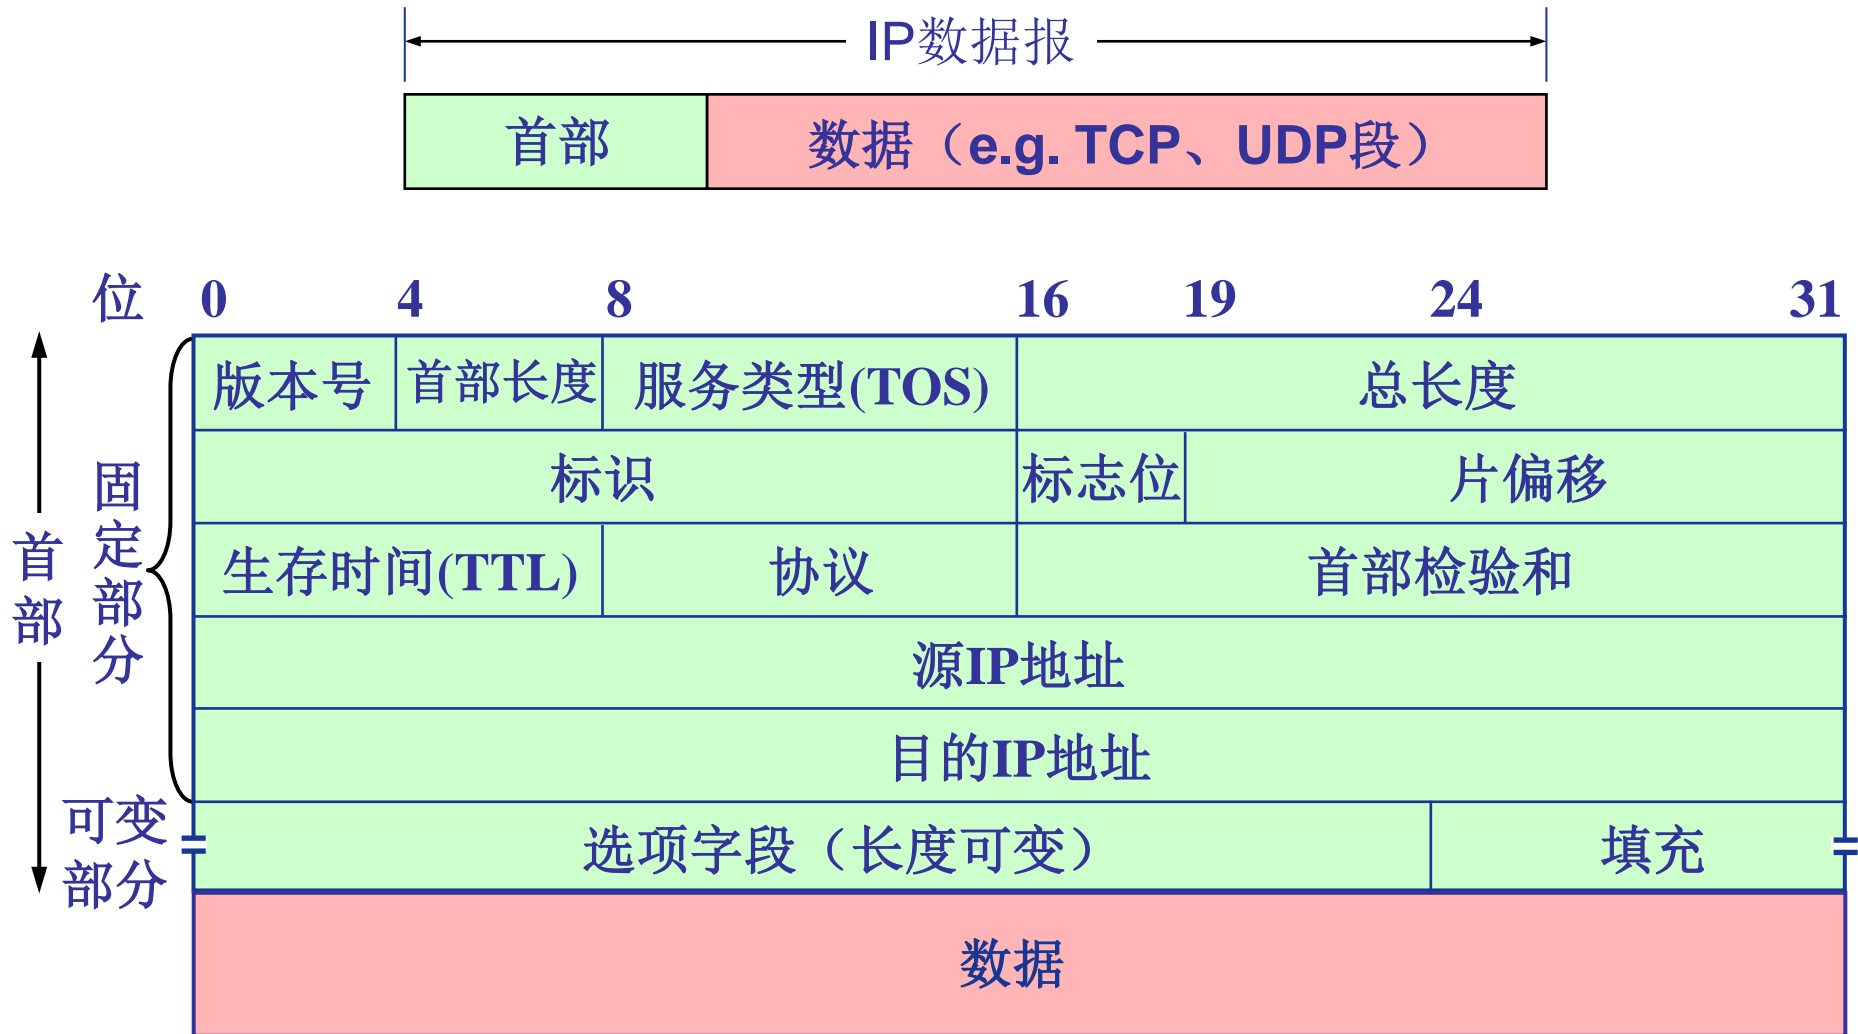 IP数据报
首部 数据（e.g. TCP、UDP段）
位 0 4 8 16 19 24 31
版本号 首部长度 服务类型(TOS) 总长度
标识 标志位 片偏移
生存时间(TTL) 协议 首部检验和
源IP地址
目的IP地址
选项字段（长度可变） 填充
数据
首部
固定部分
可变
部分